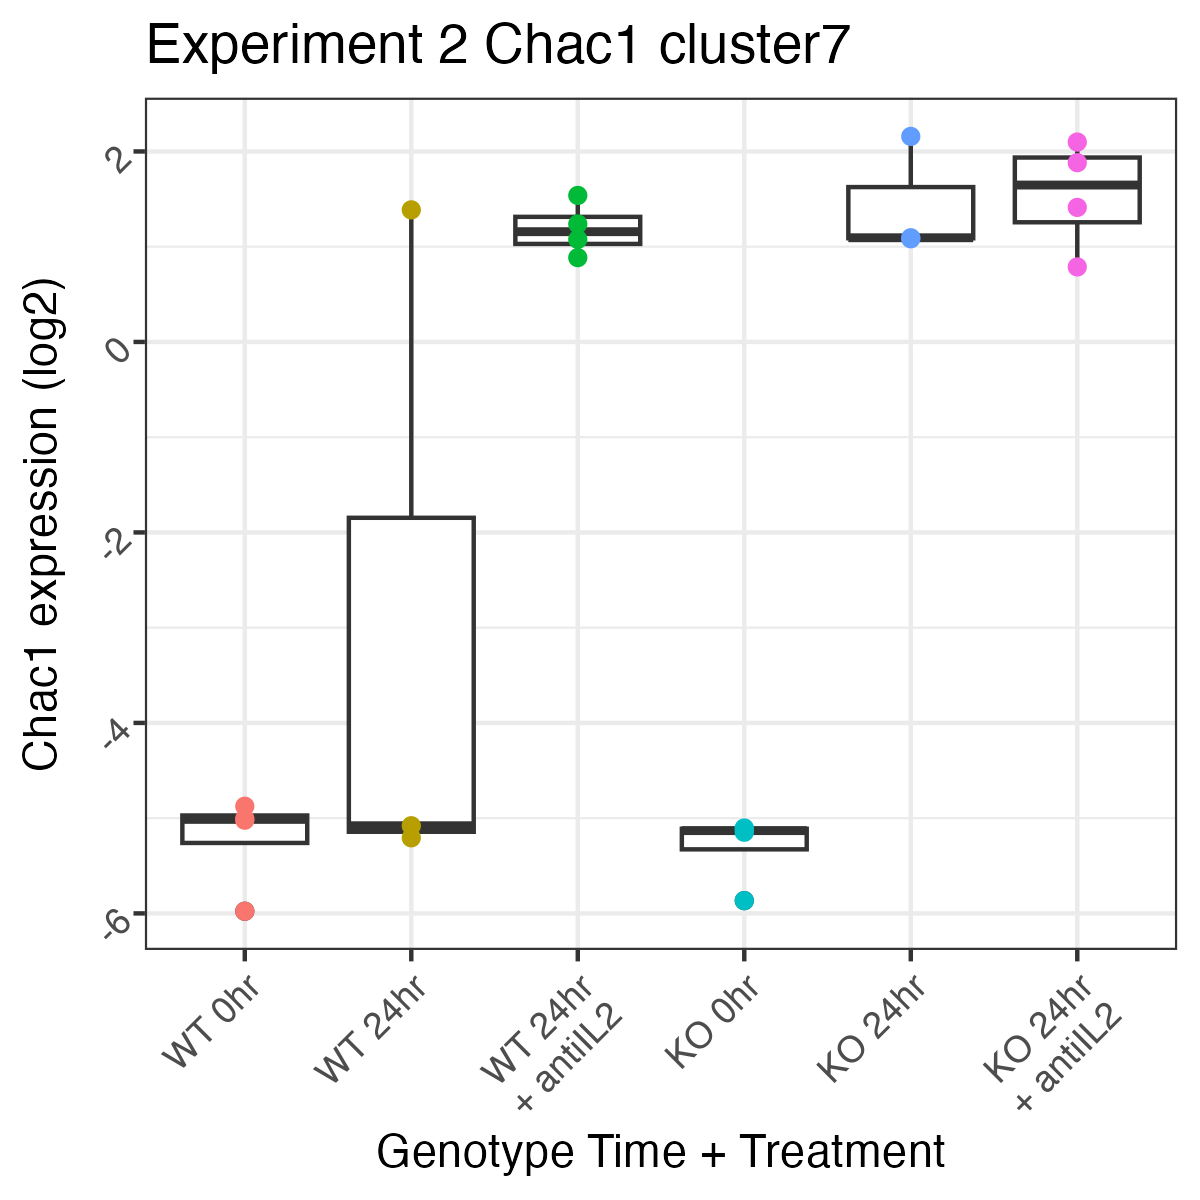 Experiment 2 Chac1 cluster7
Chac1 expression (log2)
2
0
-2
-4
-6
WT 0hr
WT 24hr
WT 24hr
+ antiIL2
KO 0hr
KO 24hr
KO 24hr
+ antiIL2
Genotype Time + Treatment